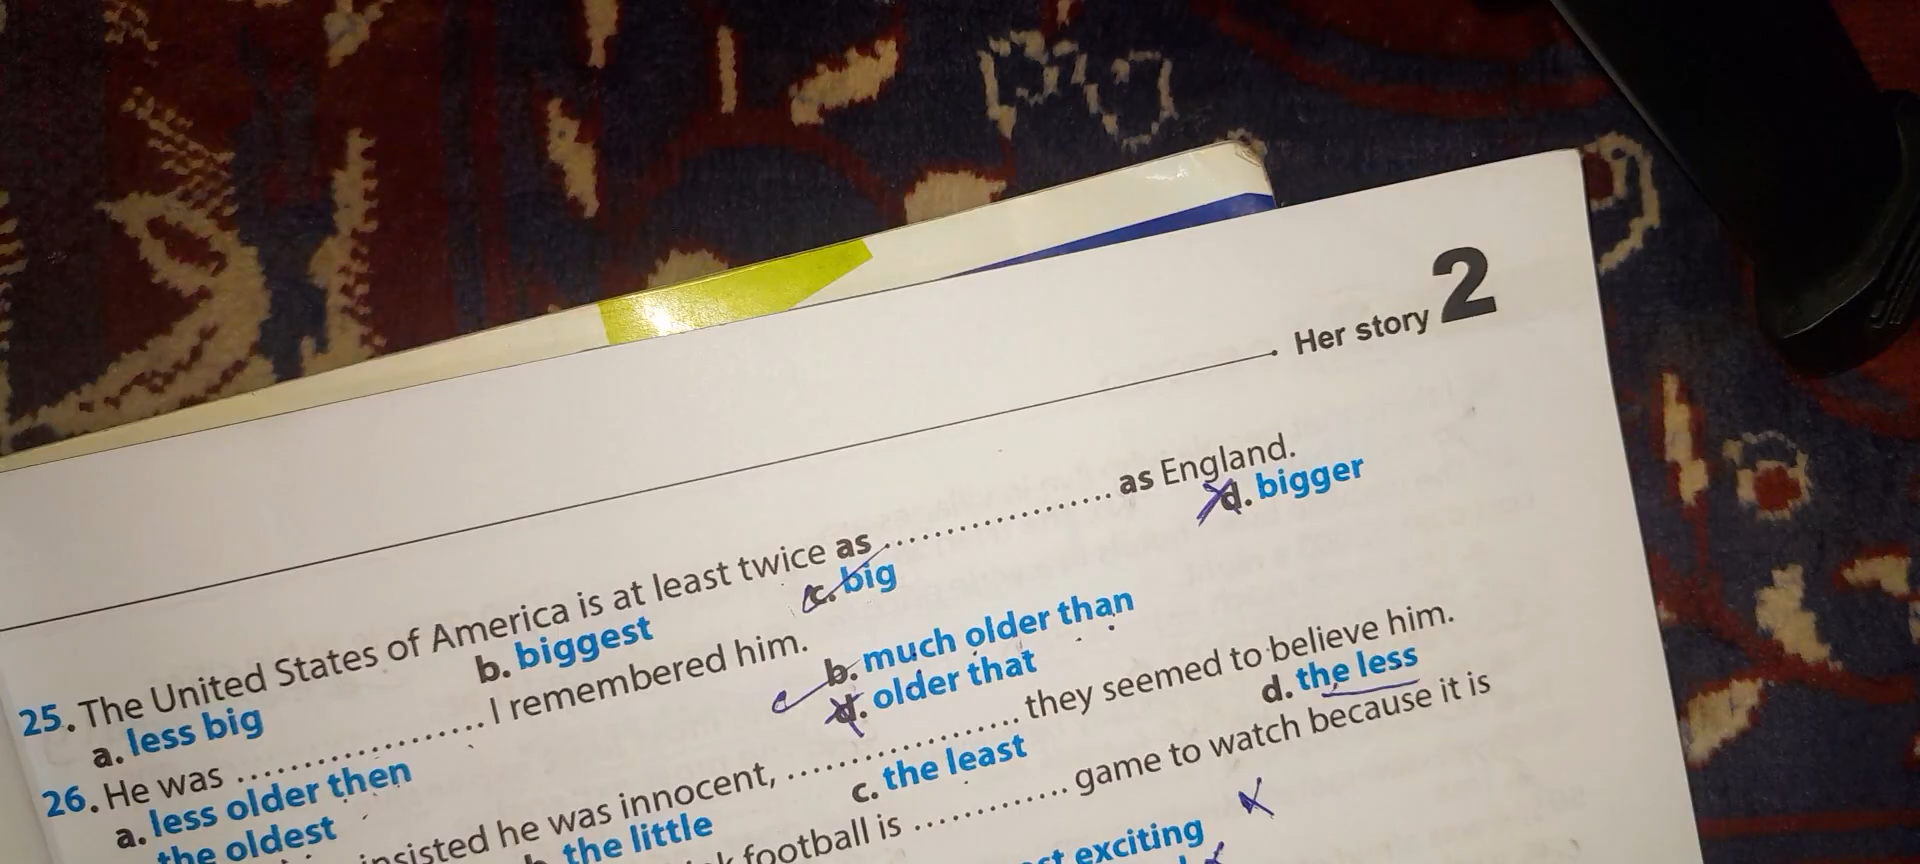 Her story 2
25. The United States of America is at least twice as .................... as England.
a. less big b. biggest c. big d. bigger
26. He was .................... I remembered him.
a. less older then b. much older than
the oldest d. older that
insisted he was innocent, .................... they seemed to believe him.
the little c. the least d. the less
football is ............ game to watch because it is
exciting